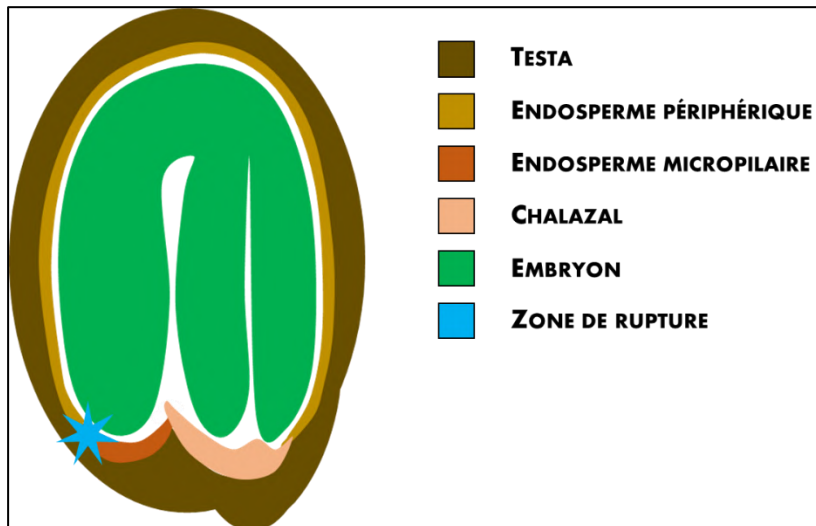 TESTA
ENDOSPERME PÉRIPHÉRIQUE
ENDOSPERME MICROPILAIRE
CHALAZAL
EMBRYON
ZONE DE RUPTURE